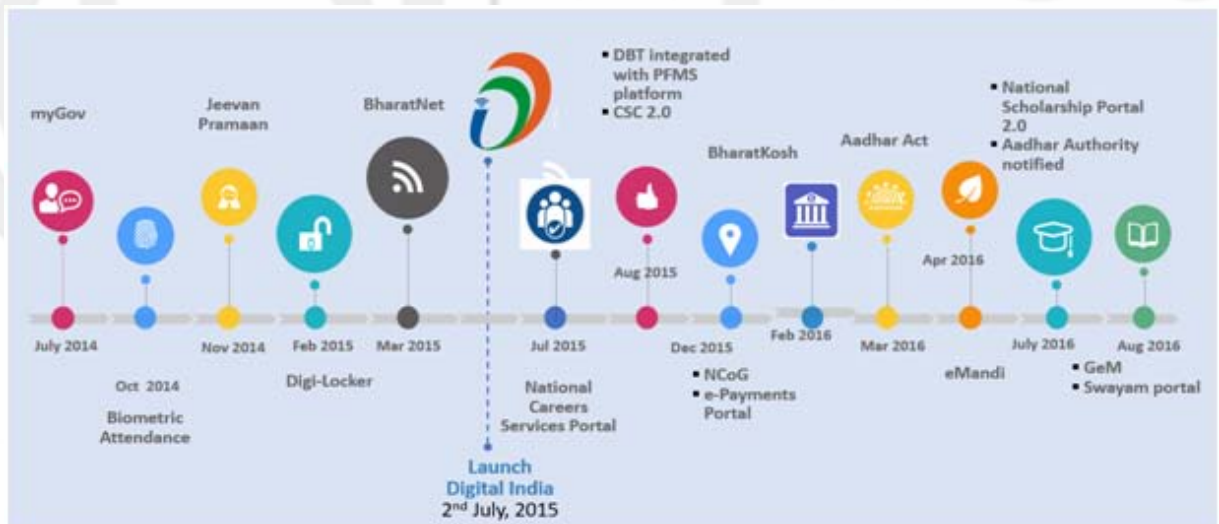 myGov
Jeevan
Pramaan
BharatNet
▪ DBT integrated
with PFMS
platform
▪ CSC 2.0
BharatKosh
Aadhar Act
▪ National
Scholarship Portal
2.0
▪ Aadhar Authority
notified
July 2014
Oct 2014
Biometric
Attendance
Nov 2014
Feb 2015
Digi-Locker
Mar 2015
Launch
Digital India
2nd July, 2015
Jul 2015
National
Careers
Services Portal
Aug 2015
Dec 2015
▪ NCoG
▪ e-Payments
Portal
Feb 2016
Mar 2016
Apr 2016
eMandi
July 2016
Aug 2016
▪ GeM
▪ Swayam portal